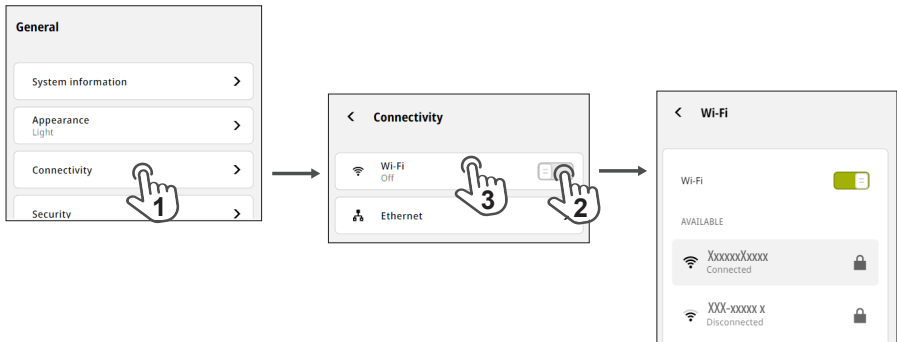 General
System information
Appearance
Light
Connectivity
1
Security
Connectivity
Wi-Fi
Off
3
2
Ethernet
Wi-Fi
Wi-Fi
AVAILABLE
XxxxxxXxxxx
Connected
XXX-xxxxx x
Disconnected